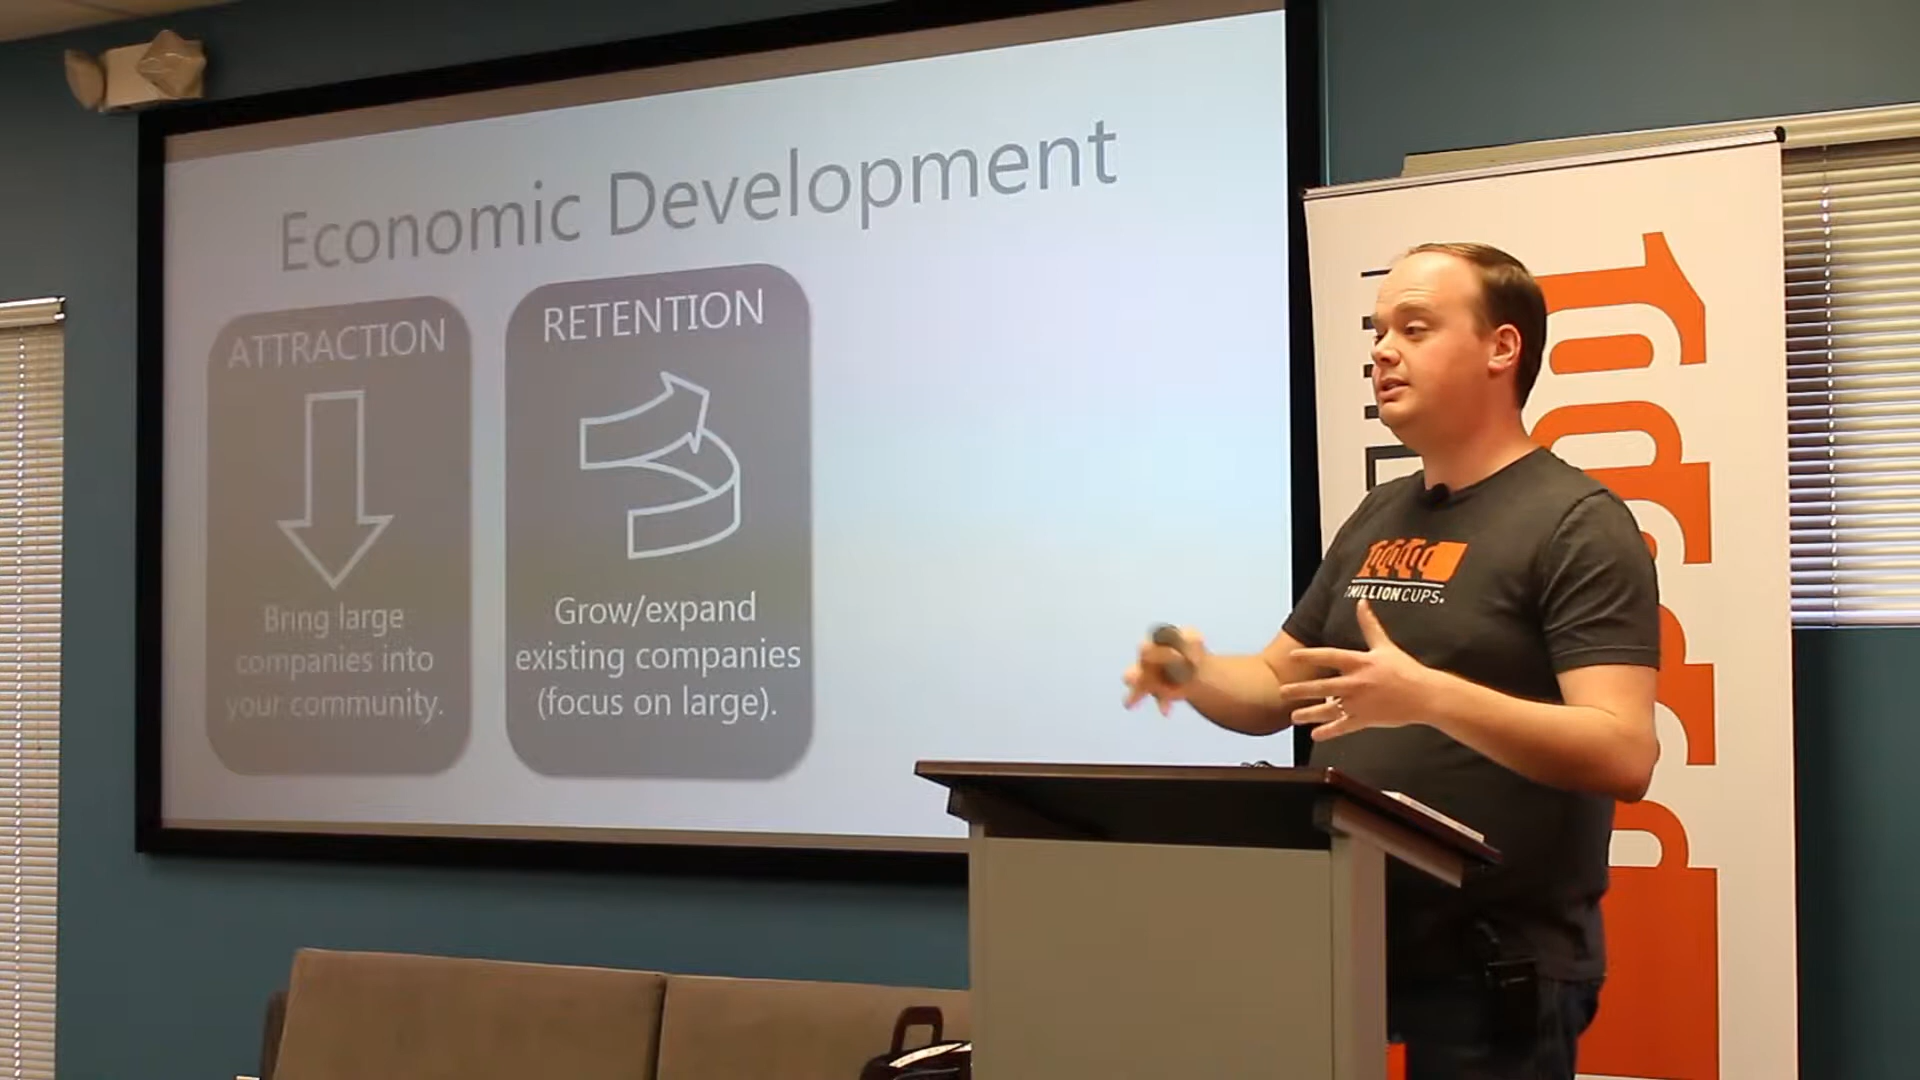 Economic Development
ATTRACTION
Bring large
companies into
your community.
RETENTION
Grow/expand
existing companies
(focus on large).
1MILLIONCUPS.